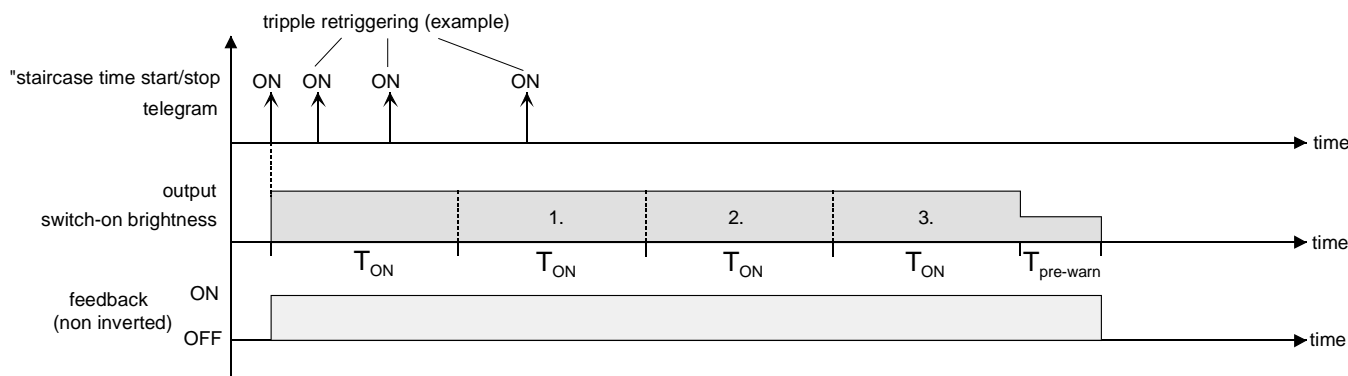 tripple retriggering (example)
"staircase time start/stop
telegram
ON ON ON ON
time
output
switch-on brightness
1. 2. 3.
time
TON TON TON TON Tpre-warn
feedback
(non inverted)
ON
OFF
time